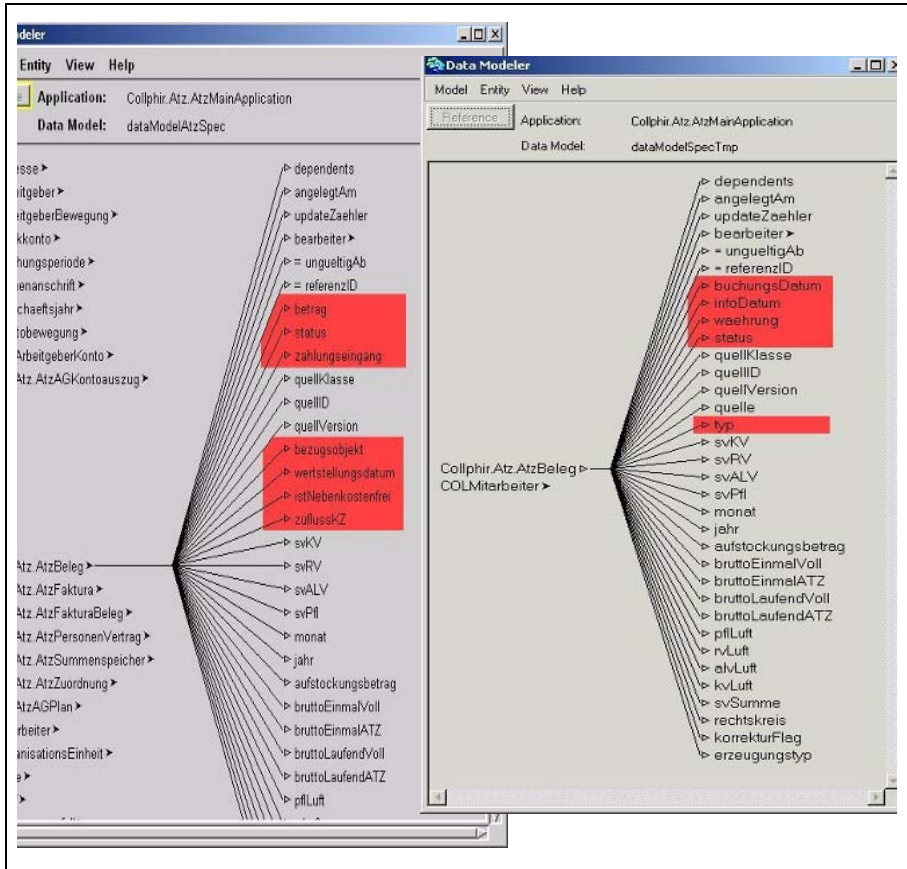 deler
Entity View Help
Application: Collphir.Atz.AtzMainApplication
Data Model: dataModelAtzSpec
esse
eitgeber
eitgeberBewegung
kkonto
hungsperiode
enanschrift
chaeftsjahr
tobewegung
ArbeitgeberKonto
Atz.AtzAGKontoauszug
Atz.AtzBeleg
Atz.AtzFaktura
Atz.AtzFakturaBeleg
Atz.AtzPersonenVertrag
Atz.AtzSummenspeicher
Atz.AtzZuordnung
AtzAGPlan
rbeiter
anisationsEinheit
e
dependents
angelegtAm
updateZaehler
bearbeiter
= ungueltigAb
= referenzID
betrag
status
zahlungseingang
quellKlasse
quellID
quellVersion
bezugsobjekt
wertstellungsdatum
istNebenkostenfrei
zuflussKZ
svKV
svRV
svALV
svPfl
monat
jahr
aufstockungsbetrag
bruttoEinmalVoll
bruttoEinmalATZ
bruttoLaufendVoll
bruttoLaufendATZ
pflLuft
Data Modeler
Model Entity View Help
Reference Application: Collphir.Atz.AtzMainApplication
Data Model: dataModelSpecTmp
Collphir.Atz.AtzBeleg
COLMitarbeiter
dependents
angelegtAm
updateZaehler
bearbeiter
= ungueltigAb
= referenzID
buchungsDatum
infoDatum
waehrung
status
quellKlasse
quellID
quellVersion
quelle
typ
svKV
svRV
svALV
svPfl
monat
jahr
aufstockungsbetrag
bruttoEinmalVoll
bruttoEinmalATZ
bruttoLaufendVoll
bruttoLaufendATZ
pflLuft
rvLuft
alvLuft
kvLuft
svSumme
rechtskreis
korrekturFlag
erzeugungstyp